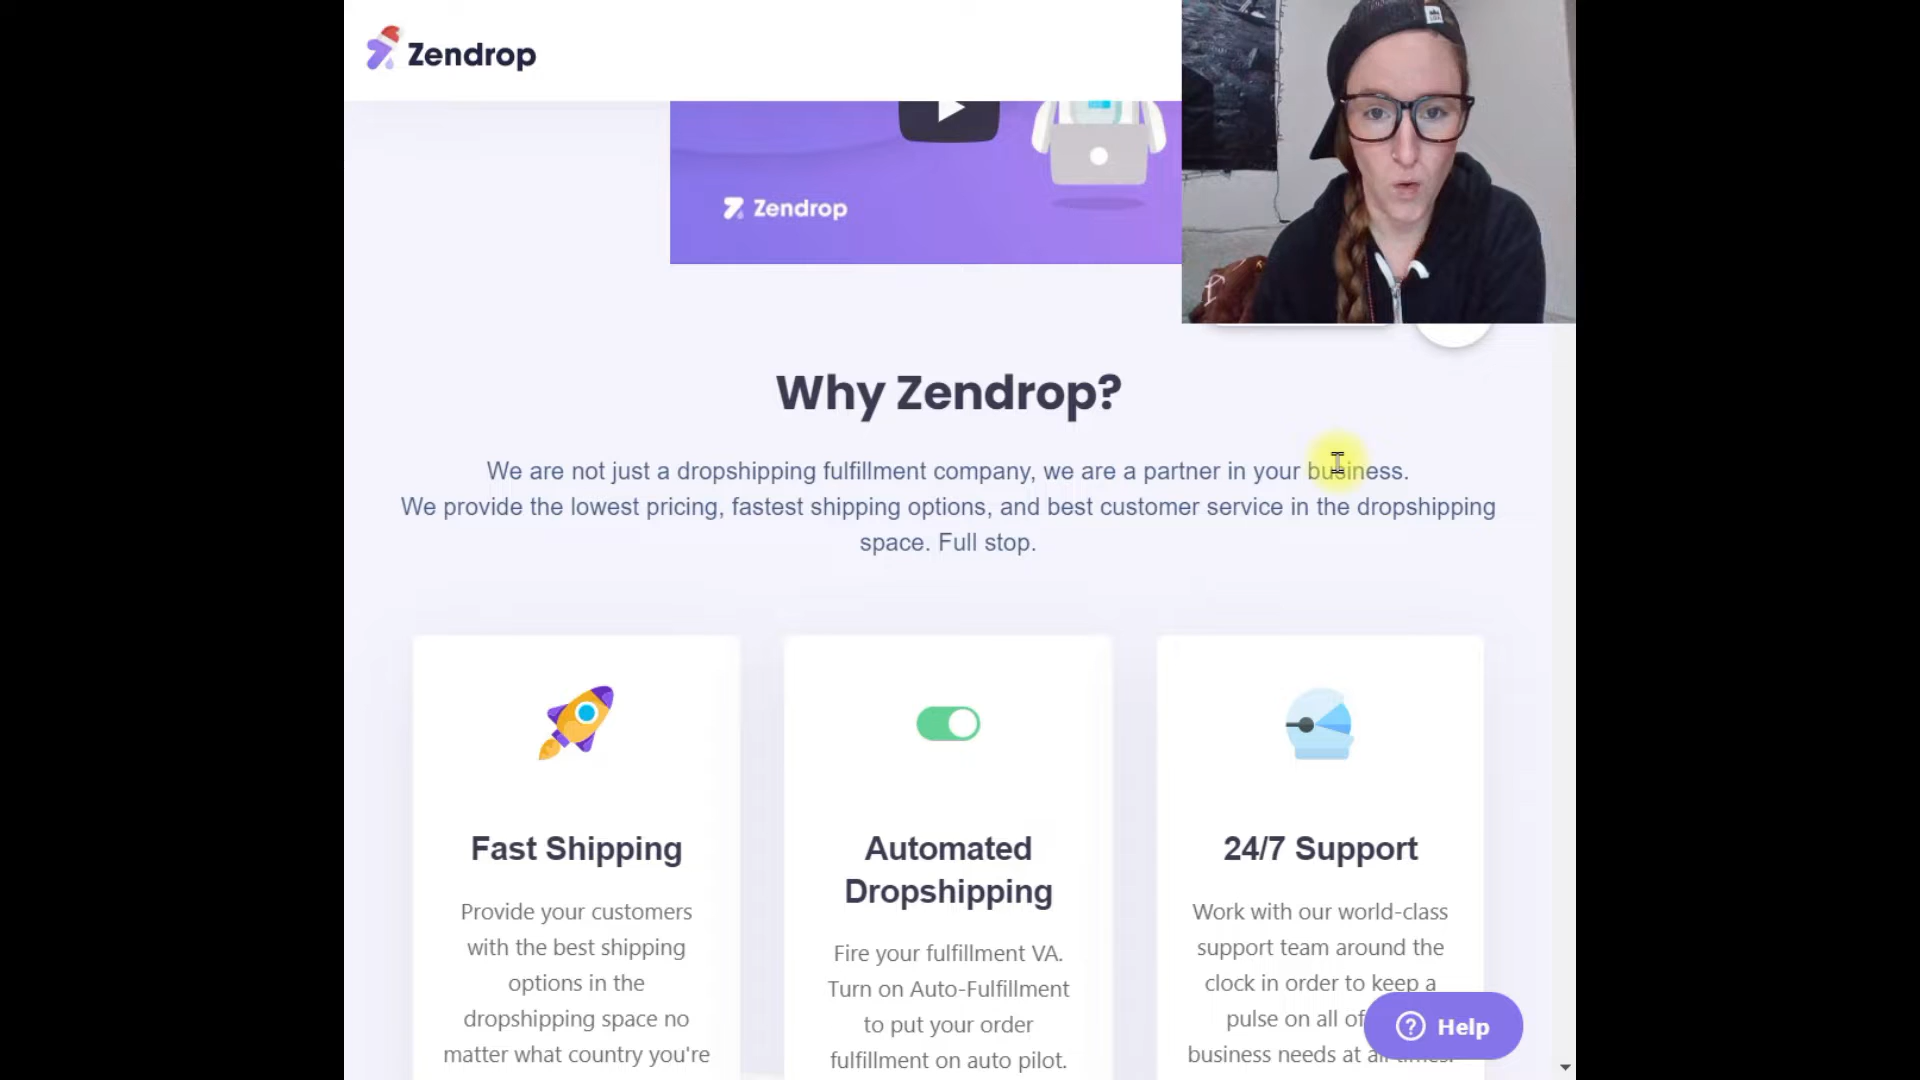 Zendrop
Zendrop
Why Zendrop?
We are not just a dropshipping fulfillment company, we are a partner in your business.
We provide the lowest pricing, fastest shipping options, and best customer service in the dropshipping
space. Full stop.
Fast Shipping
Provide your customers
with the best shipping
options in the
dropshipping space no
matter what country you're
Automated
Dropshipping
Fire your fulfillment VA.
Turn on Auto-Fulfillment
to put your order
fulfillment on auto pilot.
24/7 Support
Work with our world-class
support team around the
clock in order to keep a
pulse on all of
business needs at all times.
Help